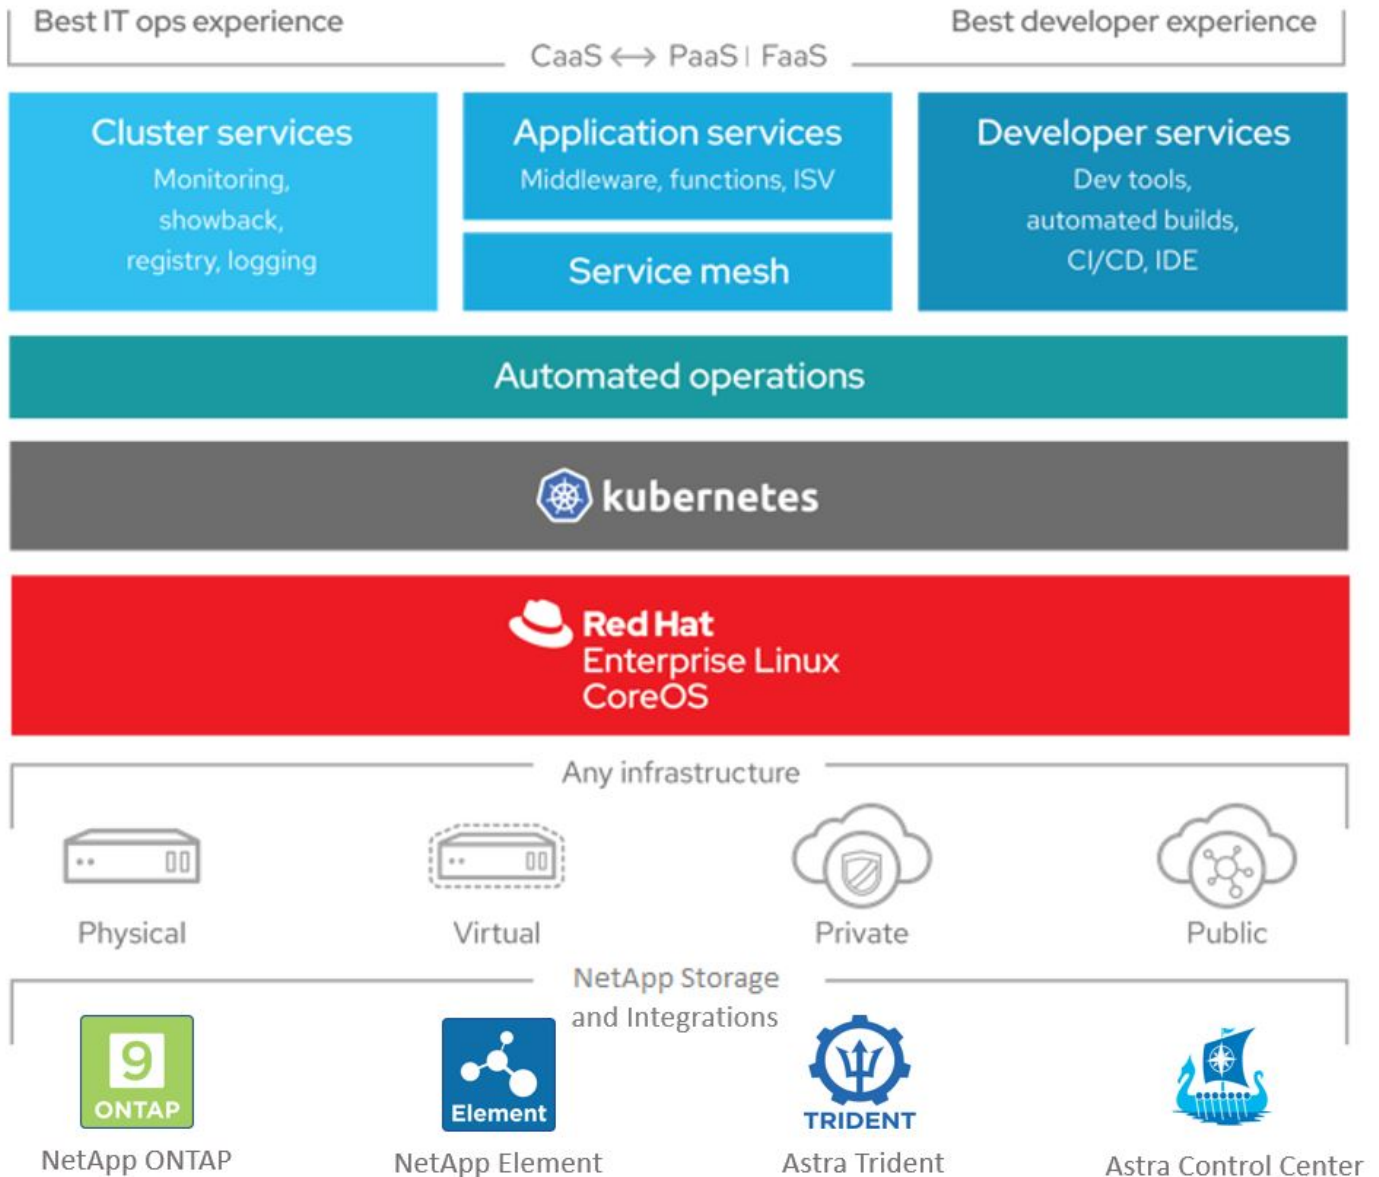 Best IT ops experience
Best developer experience
CaaS ↔ PaaS | FaaS
Cluster services
Monitoring,
showback,
registry, logging
Application services
Middleware, functions, ISV
Service mesh
Developer services
Dev tools,
automated builds,
CI/CD, IDE
Automated operations
kubernetes
Red Hat
Enterprise Linux
CoreOS
Any infrastructure
Physical
Virtual
Private
Public
NetApp Storage
and Integrations
9
ONTAP
NetApp ONTAP
Element
NetApp Element
TRIDENT
Astra Trident
Astra Control Center